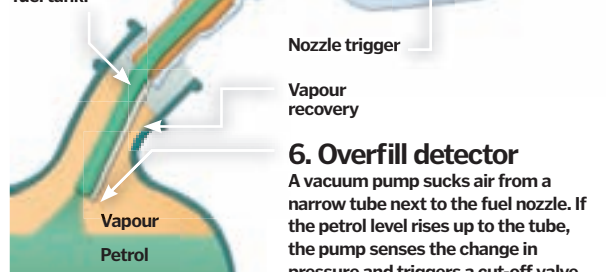 fuel tank.
Nozzle trigger
Vapour
recovery
6. Overfill detector
A vacuum pump sucks air from a
narrow tube next to the fuel nozzle. If
the petrol level rises up to the tube,
the pump senses the change in
pressure and triggers a cut-off valve
Vapour
Petrol